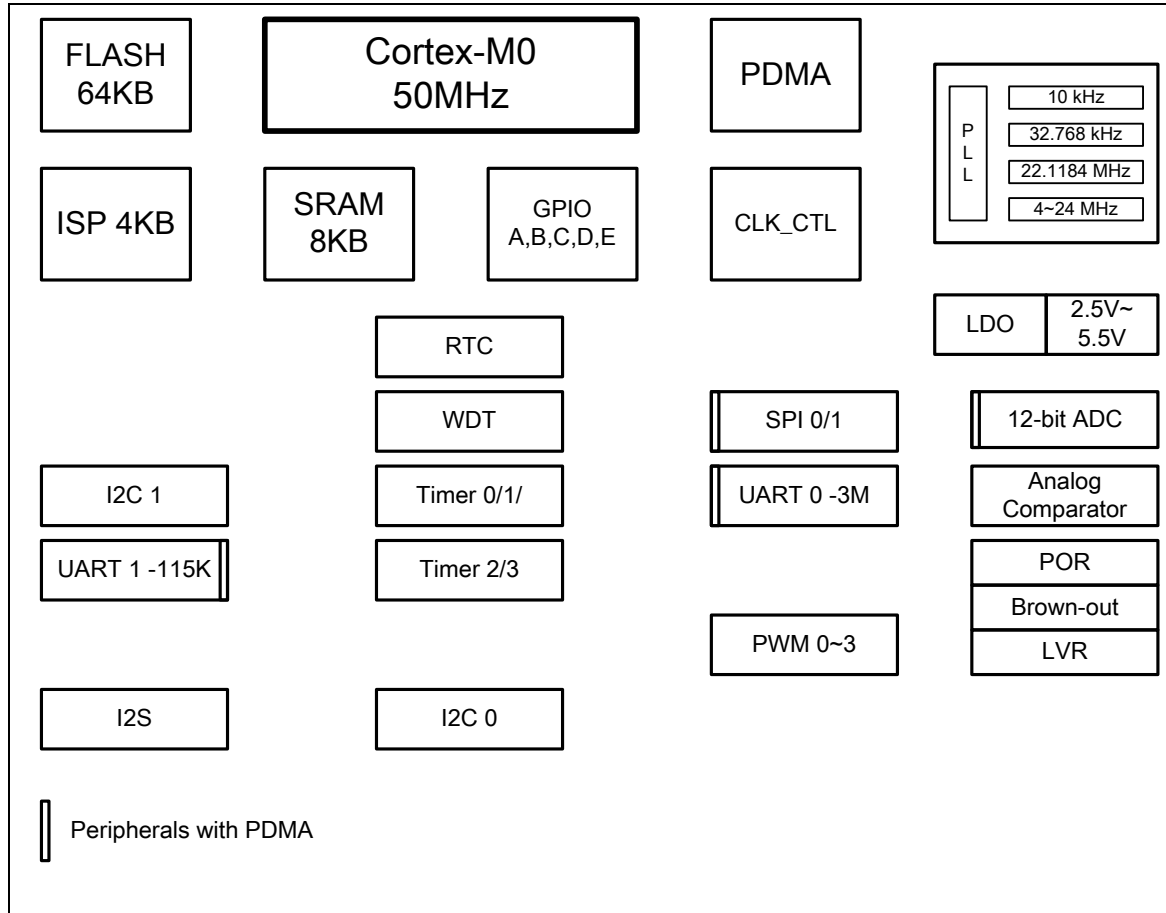 FLASH
64KB
Cortex-M0
50MHz
PDMA
P
L
L
10 kHz
32.768 kHz
22.1184 MHz
4~24 MHz
ISP 4KB
SRAM
8KB
GPIO
A,B,C,D,E
CLK_CTL
LDO
2.5V~
5.5V
RTC
WDT
SPI 0/1
12-bit ADC
I2C 1
Timer 0/1/
UART 0 -3M
Analog
Comparator
UART 1 -115K
Timer 2/3
POR
Brown-out
PWM 0~3
LVR
I2S
I2C 0
Peripherals with PDMA